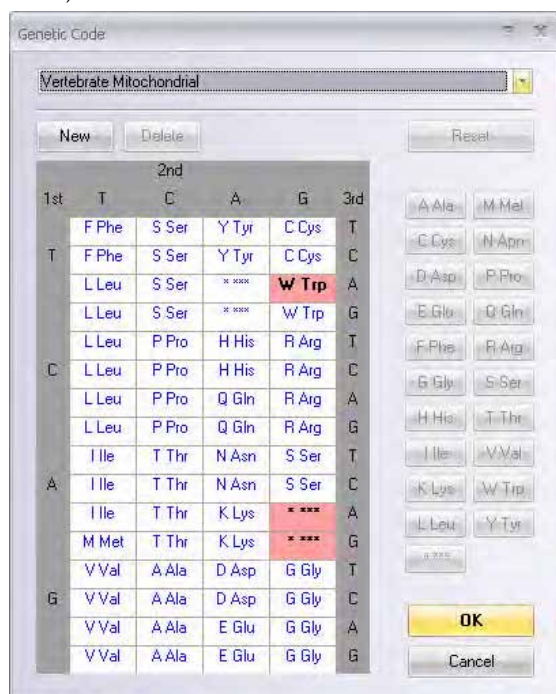 Genetic Code
Vertebrate Mitochondrial
New Delete Reset
2nd
1st T C A G 3rd
F Phe S Ser Y Tyr C Cys T
T F Phe S Ser Y Tyr C Cys C
L Leu S Ser * *** W Trp A
L Leu S Ser * *** W Trp G
L Leu P Pro H His R Arg T
C L Leu P Pro H His R Arg C
L Leu P Pro Q Gln R Arg A
L Leu P Pro Q Gln R Arg G
I Ile T Thr N Asn S Ser T
A I Ile T Thr N Asn S Ser C
I Ile T Thr K Lys * *** A
M Met T Thr K Lys * *** G
V Val A Ala D Asp G Gly T
G V Val A Ala D Asp G Gly C
V Val A Ala E Glu G Gly A
V Val A Ala E Glu G Gly G
A Ala M Met
C Cys N Apn
D Asp P Pro
E Glu Q Gln
F Phe R Arg
G Gly S Ser
H His T Thr
I Ile V Val
K Lys W Trp
L Leu Y Tyr
* ***
OK
Cancel